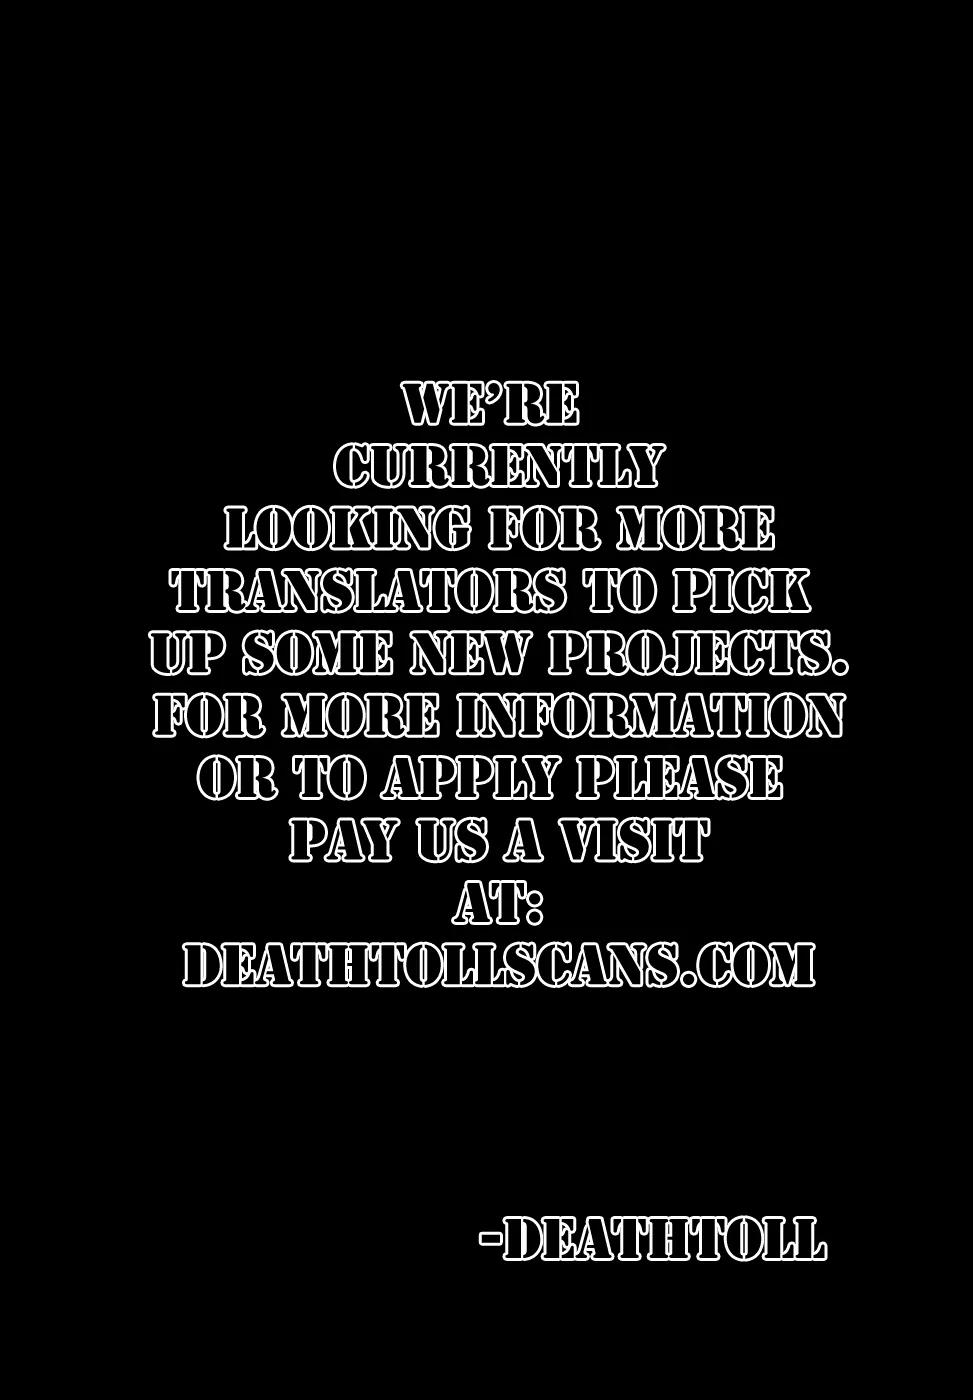 WE'RE
CURRENTLY
LOOKING FOR MORE
TRANSLATORS TO PICK
UP SOME NEW PROJECTS.
FOR MORE INFORMATION
OR TO APPLY PLEASE
PAY US A VISIT
AT:
DEATHTOLLSCANS.COM
-DEATHTOLL